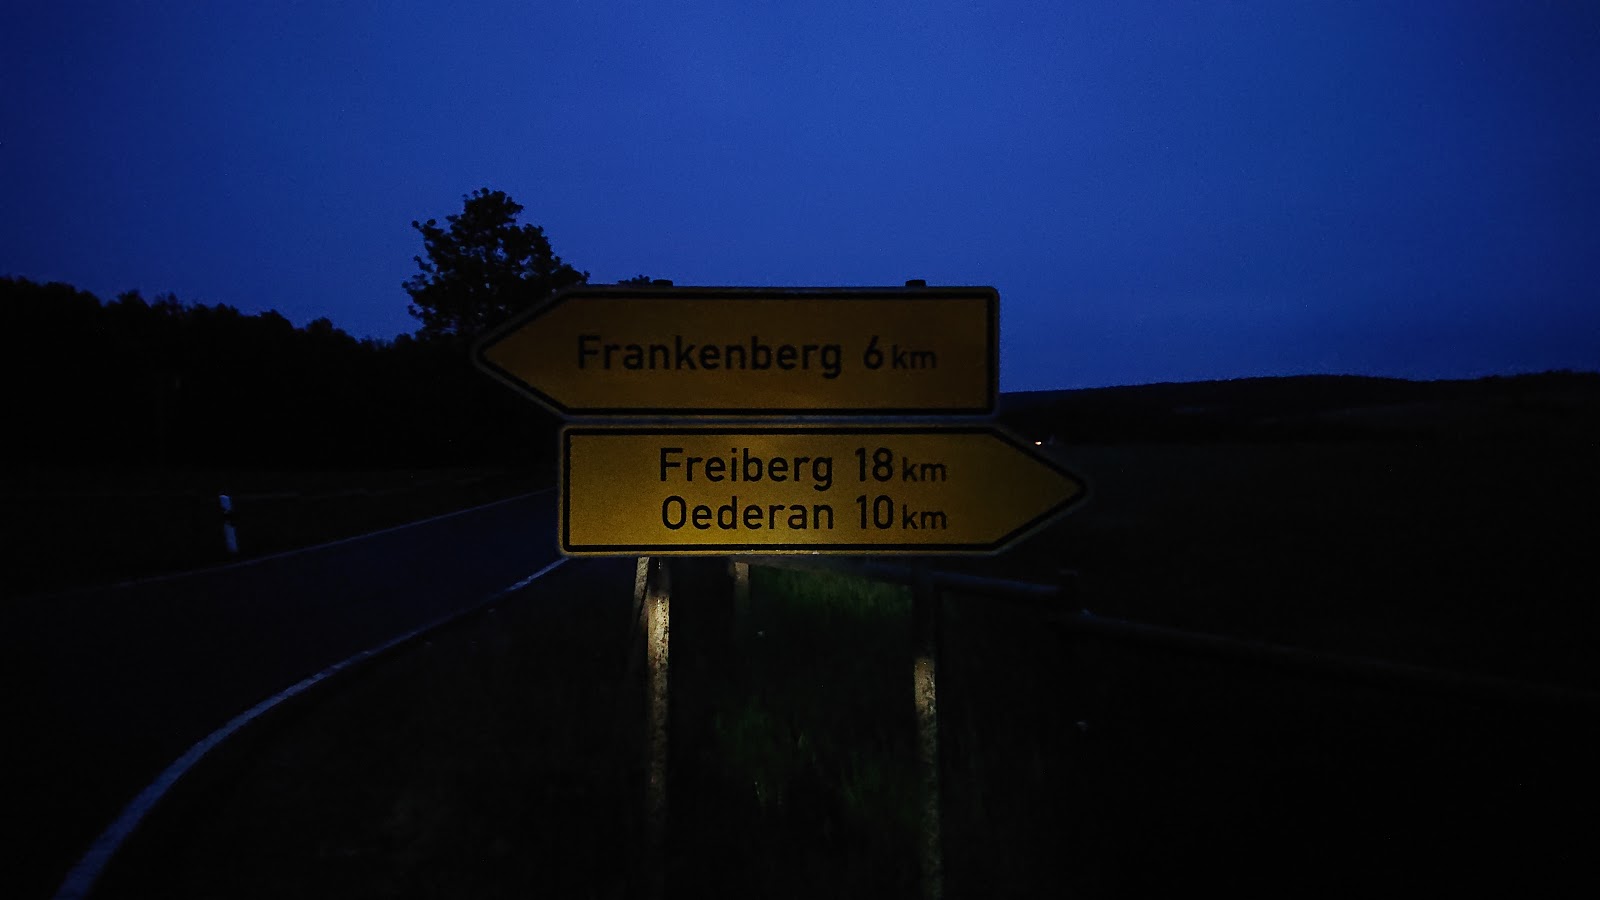 Frankenberg 6 km
Freiberg 18 km
Oederan 10 km